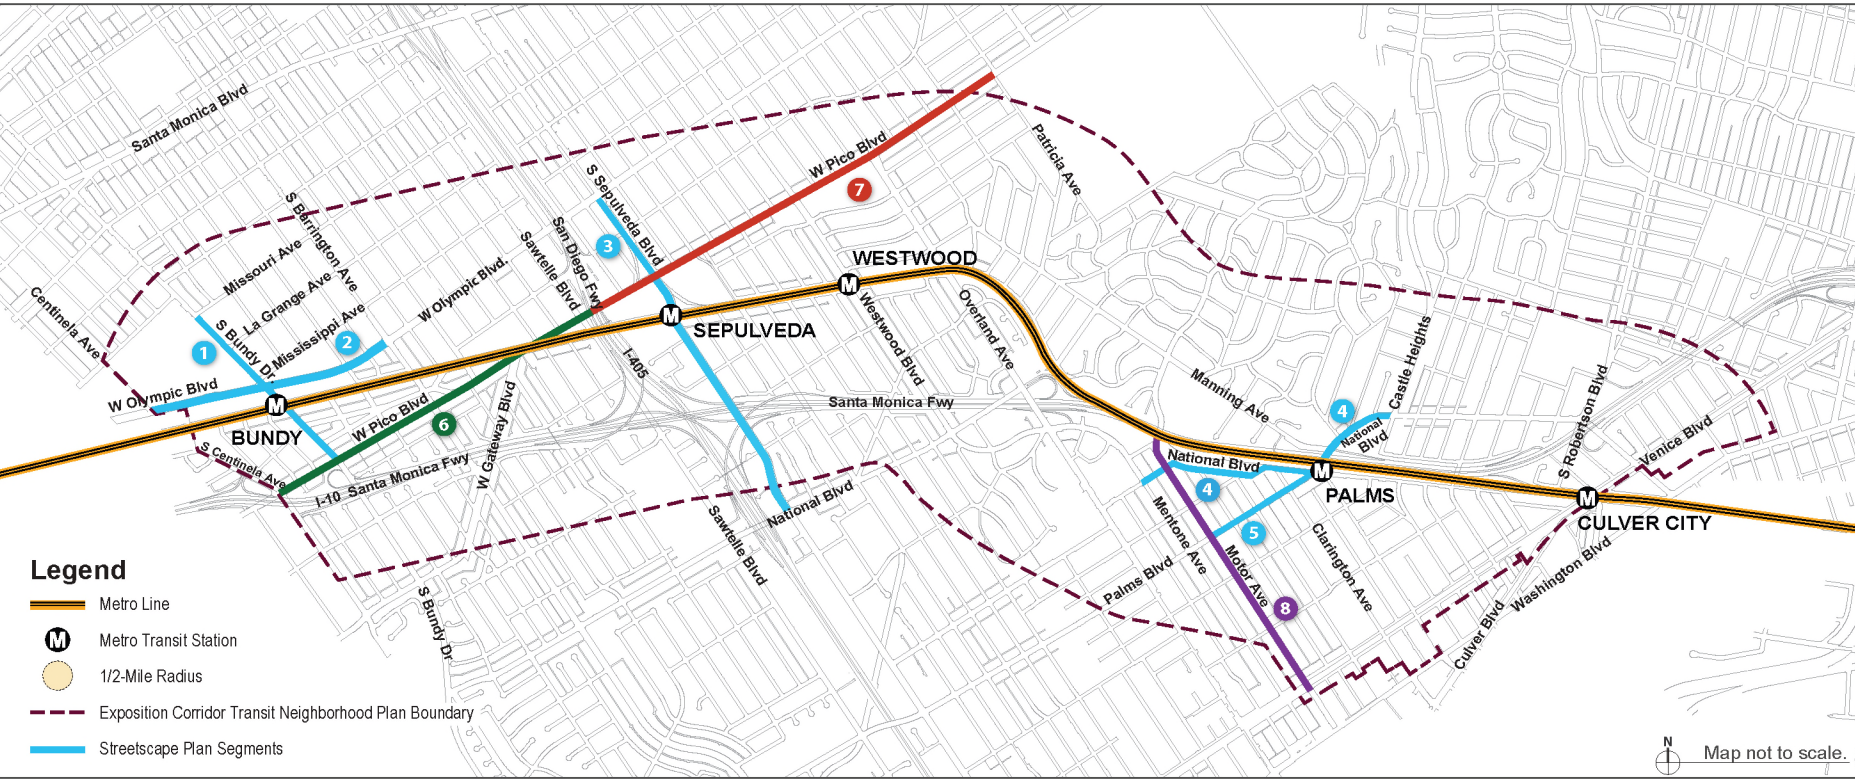 Santa Monica Blvd
W Pico Blvd
7
Patricia Ave
S Sepulveda Blvd
3
S Barrington Ave
San Diego Fwy
Sawtelle Blvd
Missouri Ave
La Grange Ave
Mississippi Ave
W Olympic Blvd.
WESTWOOD
M
Westwood Blvd
Overland Ave
Centinela Ave
S Bundy Dr.
1
2
M
SEPULVEDA
I-405
W Olympic Blvd
M
BUNDY
W Pico Blvd
6
W Gateway Blvd
Santa Monica Fwy
Manning Ave
Castle Heights
4
National
Blvd
S Robertson Blvd
Venice Blvd
S Centinela Ave
I-10 Santa Monica Fwy
National Blvd
4
M
PALMS
M
CULVER CITY
National Blvd
Sawtelle Blvd
Mentone Ave
5
Motor Ave
Clarington Ave
Palms Blvd
8
Washington Blvd
Culver Blvd
S Bundy Dr
Legend
Metro Line
M
Metro Transit Station
1/2-Mile Radius
Exposition Corridor Transit Neighborhood Plan Boundary
Streetscape Plan Segments
N
Map not to scale.